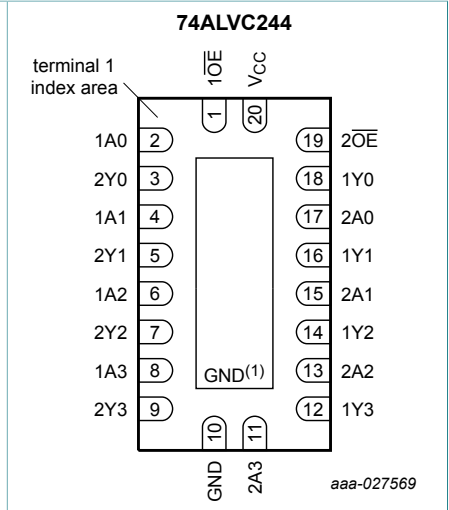 74ALVC244
terminal 1
index area
1O̅E̅
VCC
1
20
1A0 2
19 2O̅E̅
2Y0 3
18 1Y0
1A1 4
17 2A0
2Y1 5
16 1Y1
1A2 6
15 2A1
2Y2 7
14 1Y2
1A3 8
13 2A2
GND(1)
2Y3 9
12 1Y3
10
11
GND
2A3
aaa-027569